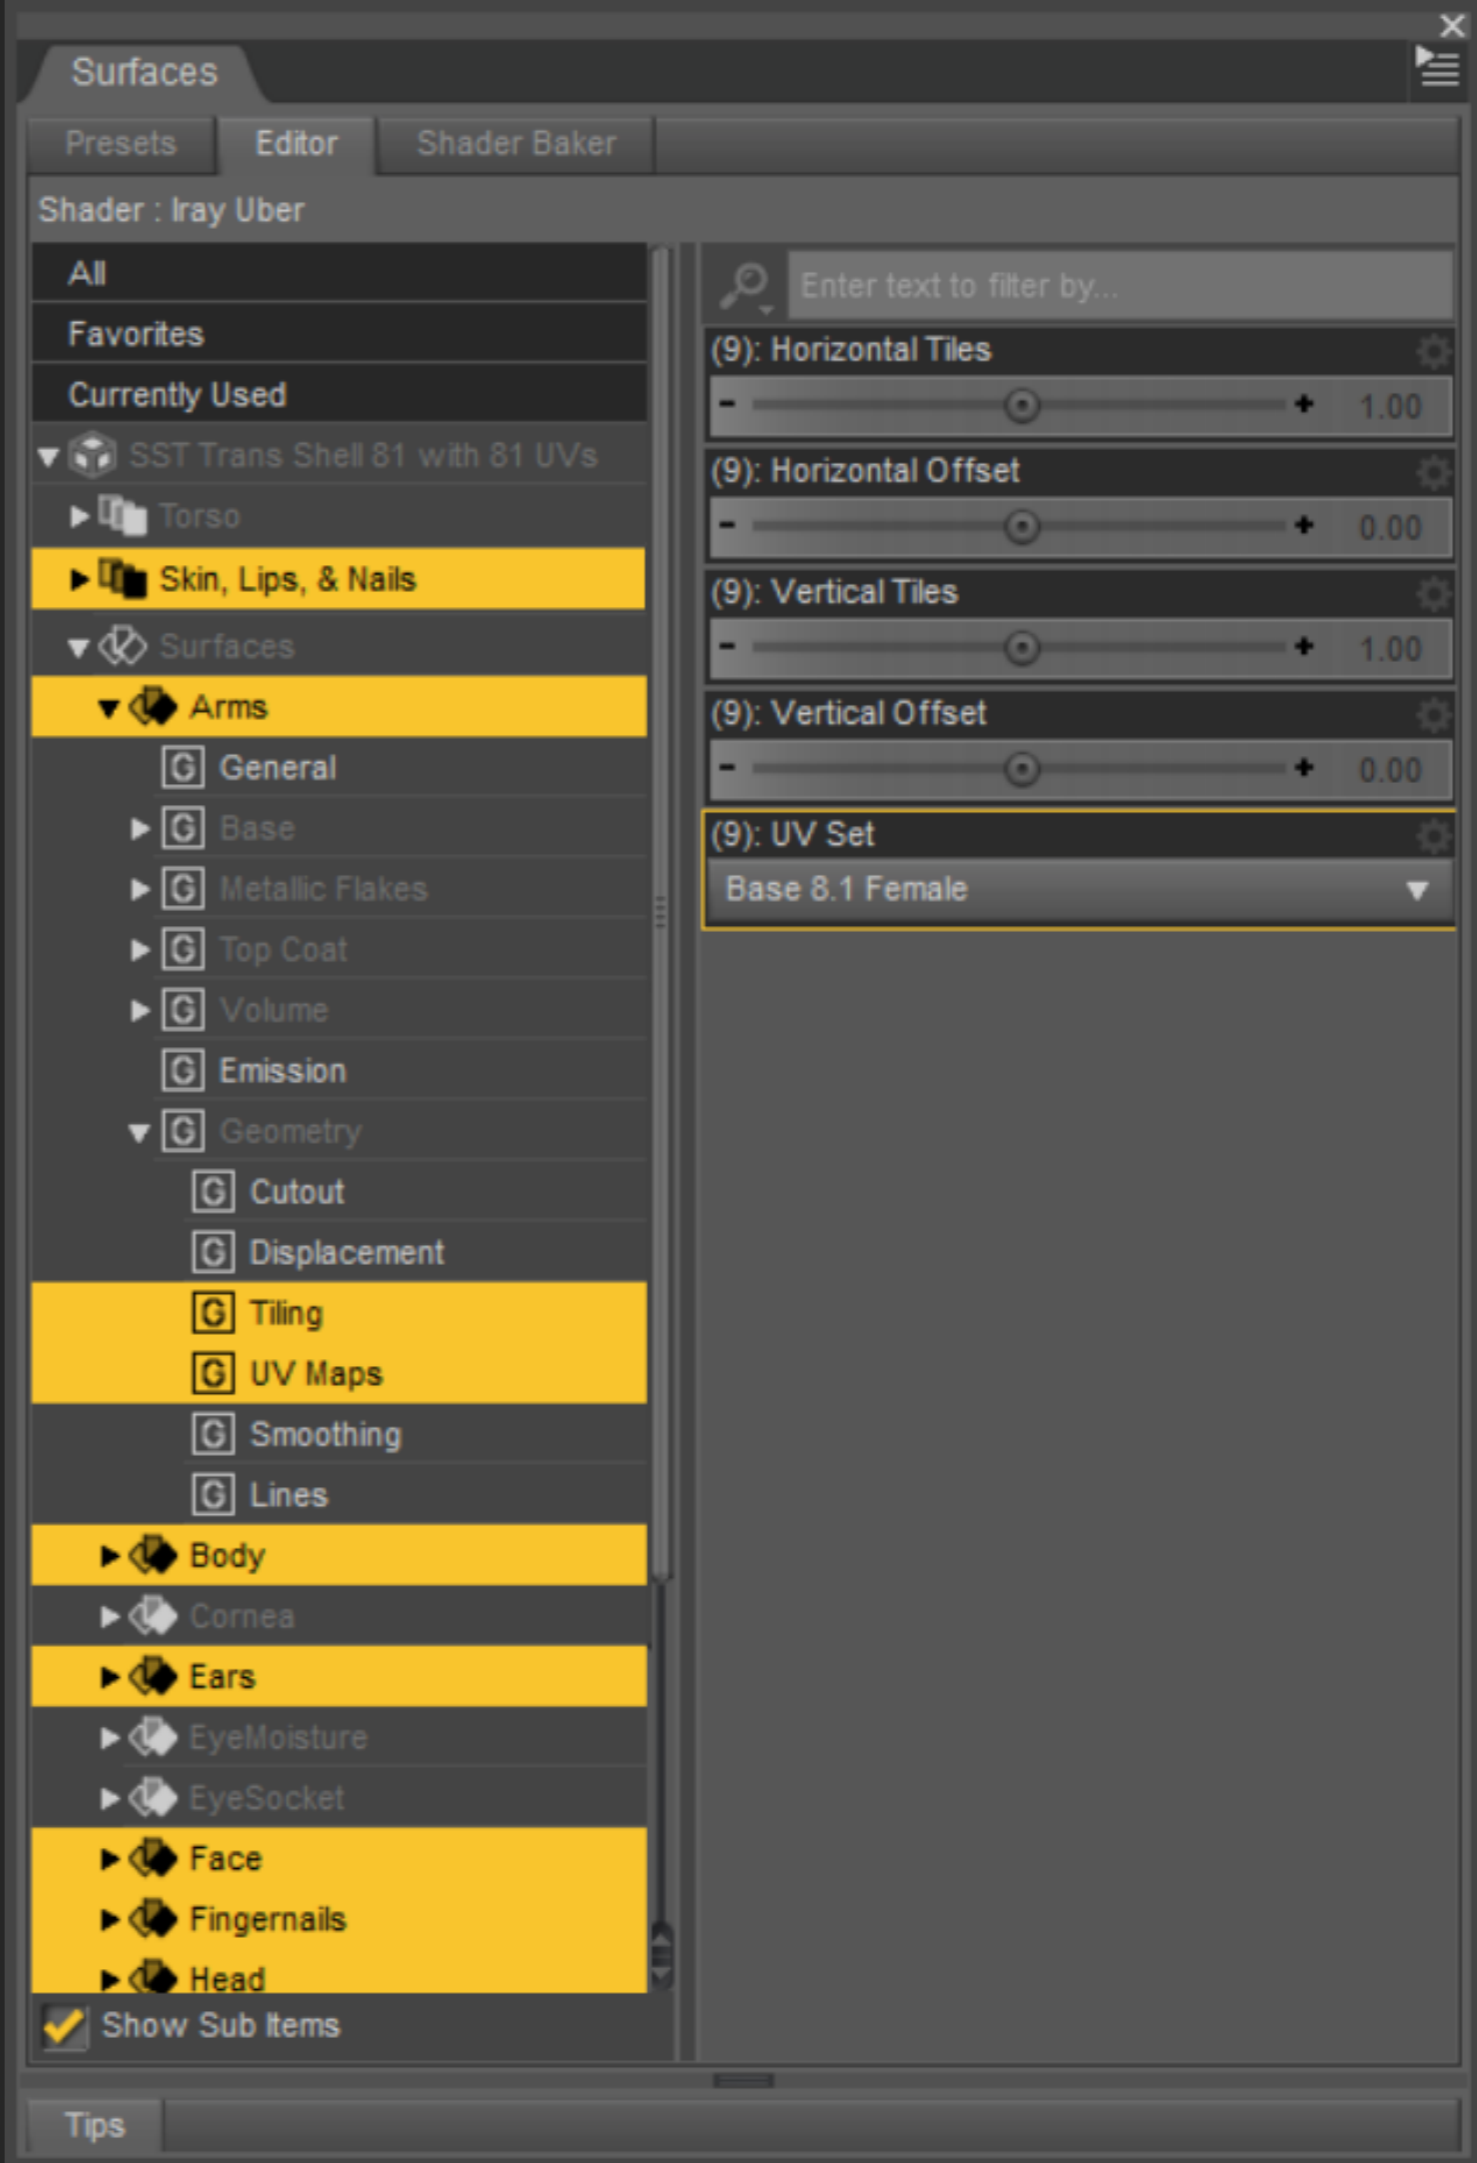 Surfaces
Presets
Editor
Shader Baker
Shader : Iray Uber
All
Favorites
Currently Used
SST Trans Shell 81 with 81 UVs
Torso
Skin, Lips, & Nails
Surfaces
Arms
G General
G Base
G Metallic Flakes
G Top Coat
G Volume
G Emission
G Geometry
G Cutout
G Displacement
G Tiling
G UV Maps
G Smoothing
G Lines
Body
Cornea
Ears
EyeMoisture
EyeSocket
Face
Fingernails
Head
Show Sub Items
Enter text to filter by...
(9): Horizontal Tiles
- + 1.00
(9): Horizontal Offset
- + 0.00
(9): Vertical Tiles
- + 1.00
(9): Vertical Offset
- + 0.00
(9): UV Set
Base 8.1 Female
Tips